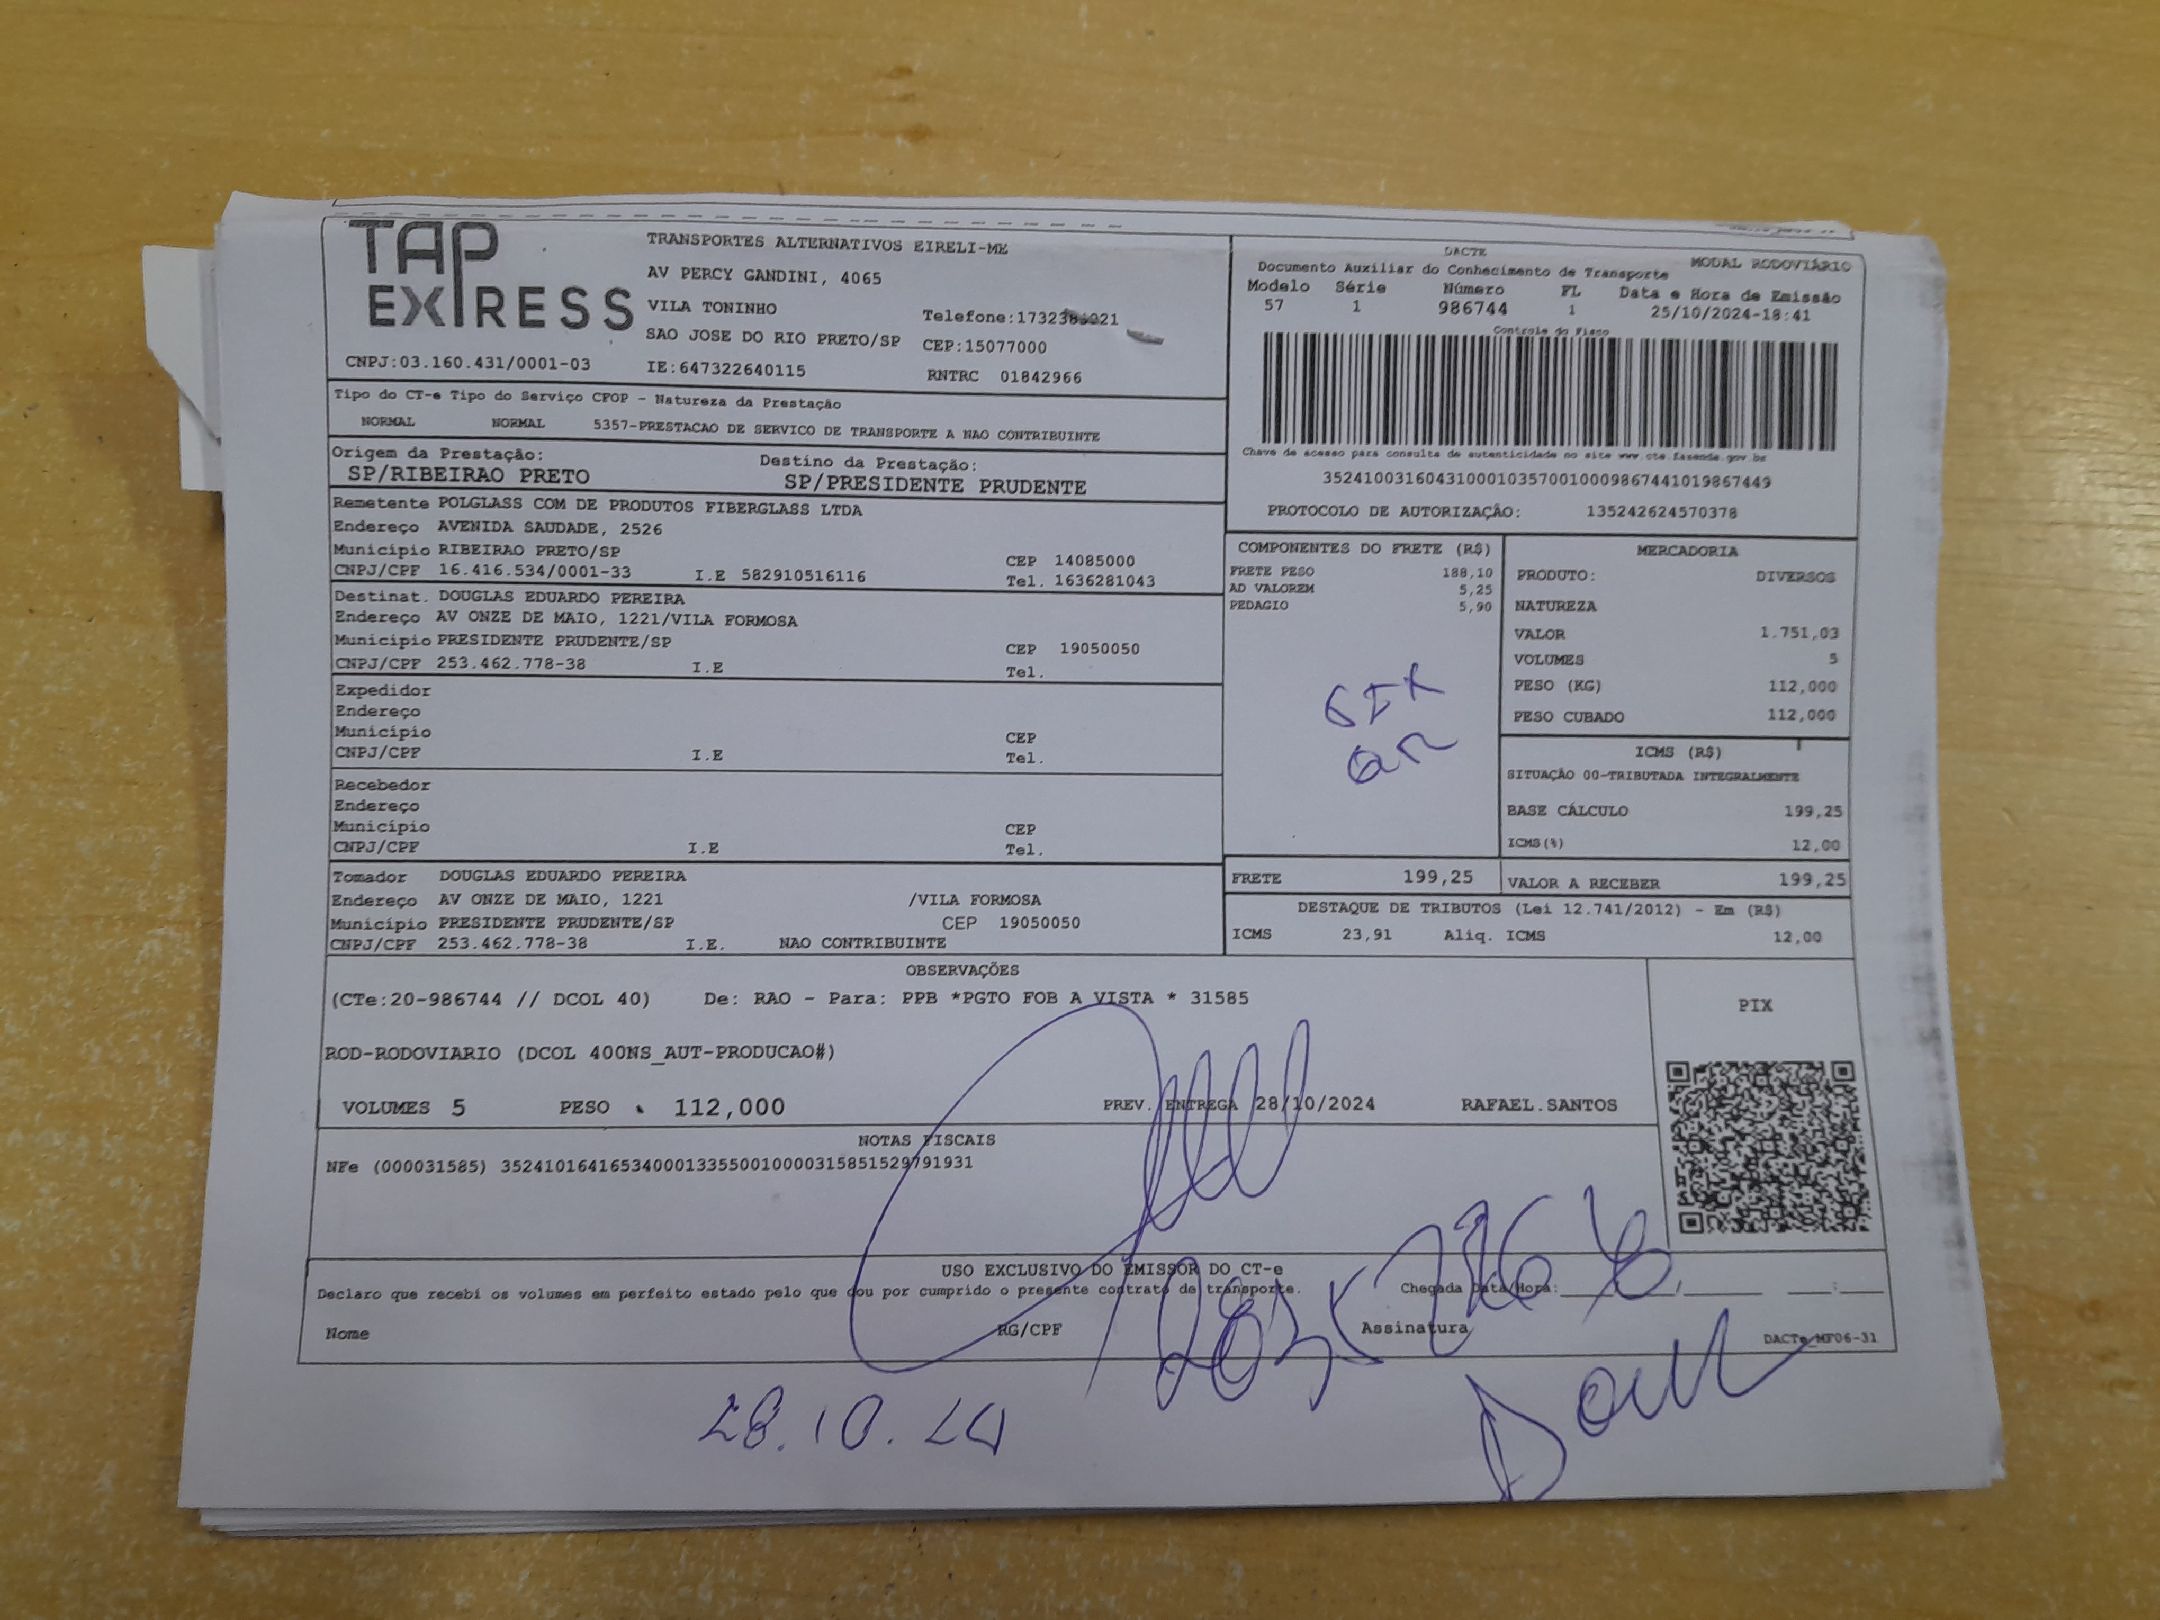 TAP EXPRESS
TRANSPORTES ALTERNATIVOS EIRELI-ME
AV PERCY GANDINI, 4065
VILA TONINHO
SAO JOSE DO RIO PRETO/SP CEP:15077000
CNPJ:03.160.431/0001-03 IE:647322640115 RNTRC 01842966
DACTE
Documento Auxiliar do Conhecimento de Transporte MODAL RODOVIÁRIO
Modelo Série Número FL Data e Hora de Emissão
57 1 986744 1 25/10/2024-18:41
Controle do Fisco
Chave de acesso para consulta de autenticidade no site www.cte.fazenda.gov.br
35241003160431000103570010009867441019867449
PROTOCOLO DE AUTORIZAÇÃO: 135242624570378
Tipo do CT-e Tipo do Serviço CFOP - Natureza da Prestação
NORMAL NORMAL 5357-PRESTACAO DE SERVICO DE TRANSPORTE A NAO CONTRIBUINTE
Origem da Prestação: Destino da Prestação:
SP/RIBEIRAO PRETO SP/PRESIDENTE PRUDENTE
Remetente POLGLASS COM DE PRODUTOS FIBERGLASS LTDA
Endereço AVENIDA SAUDADE, 2526
Município RIBEIRAO PRETO/SP CEP 14085000
CNPJ/CPF 16.416.534/0001-33 I.E 582910516116 Tel. 1636281043
Destinat. DOUGLAS EDUARDO PEREIRA
Endereço AV ONZE DE MAIO, 1221/VILA FORMOSA
Município PRESIDENTE PRUDENTE/SP CEP 19050050
CNPJ/CPF 253.462.778-38 I.E Tel.
Expedidor
Endereço
Município CEP
CNPJ/CPF I.E Tel.
Recebedor
Endereço
Município CEP
CNPJ/CPF I.E Tel.
Tomador DOUGLAS EDUARDO PEREIRA
Endereço AV ONZE DE MAIO, 1221 /VILA FORMOSA
Município PRESIDENTE PRUDENTE/SP CEP 19050050
CNPJ/CPF 253.462.778-38 I.E. NAO CONTRIBUINTE
COMPONENTES DO FRETE (R$)
FRETE PESO 188,10
AD VALOREM 5,25
PEDAGIO 5,90
MERCADORIA
PRODUTO: DIVERSOS
NATUREZA
VALOR 1.751,03
VOLUMES 5
PESO (KG) 112,000
PESO CUBADO 112,000
ICMS (R$)
SITUAÇÃO 00-TRIBUTADA INTEGRALMENTE
BASE CÁLCULO 199,25
ICMS(%) 12,00
FRETE 199,25 VALOR A RECEBER 199,25
DESTAQUE DE TRIBUTOS (Lei 12.741/2012) - Em (R$)
ICMS 23,91 Aliq. ICMS 12,00
OBSERVAÇÕES
(CTe:20-986744 // DCOL 40) De: RAO - Para: PPB *PGTO FOB A VISTA * 31585
ROD-RODOVIARIO (DCOL 400NS_AUT-PRODUCAO#)
VOLUMES 5 PESO 112,000 PREV. ENTREGA 28/10/2024 RAFAEL.SANTOS
PIX
NOTAS FISCAIS
NFe (000031585) 35241016416534000133550010000315851529791931
USO EXCLUSIVO DO EMISSOR DO CT-e
Declaro que recebi os volumes em perfeito estado pelo que dou por cumprido o presente contrato de transporte. Chegada Data/Hora:
Nome RG/CPF Assinatura DACTe_MF06-31
28.10.24